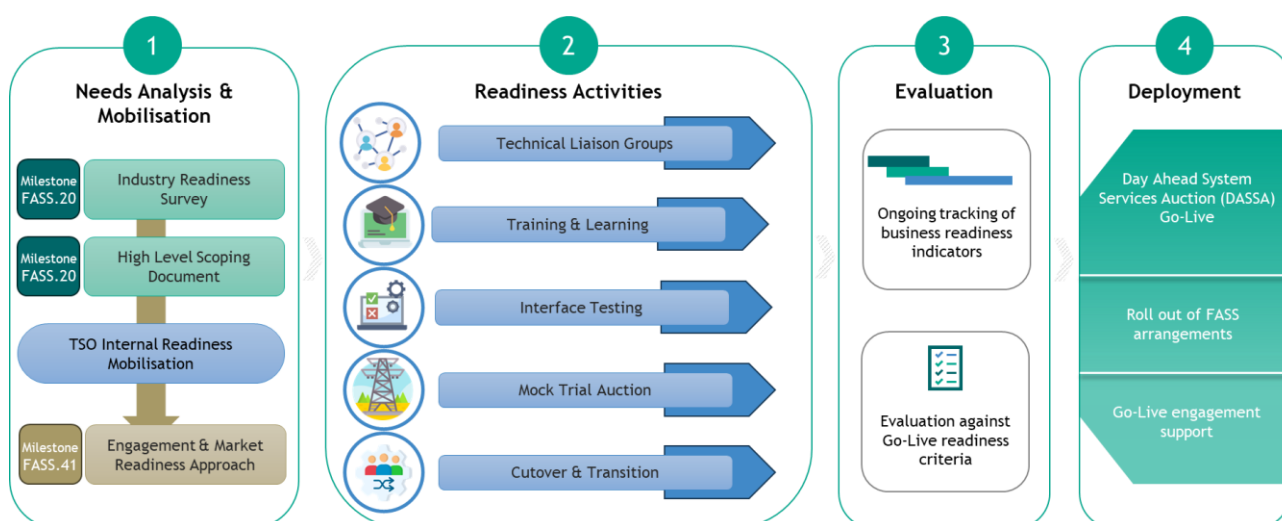 1
Needs Analysis &
Mobilisation
Milestone
FASS.20
Industry Readiness
Survey
Milestone
FASS.20
High Level Scoping
Document
TSO Internal Readiness
Mobilisation
Milestone
FASS.41
Engagement & Market
Readiness Approach
2
Readiness Activities
Technical Liaison Groups
Training & Learning
Interface Testing
Mock Trial Auction
Cutover & Transition
3
Evaluation
Ongoing tracking of
business readiness
indicators
Evaluation against
Go-Live readiness
criteria
4
Deployment
Day Ahead System
Services Auction (DASSA)
Go-Live
Roll out of FASS
arrangements
Go-Live engagement
support